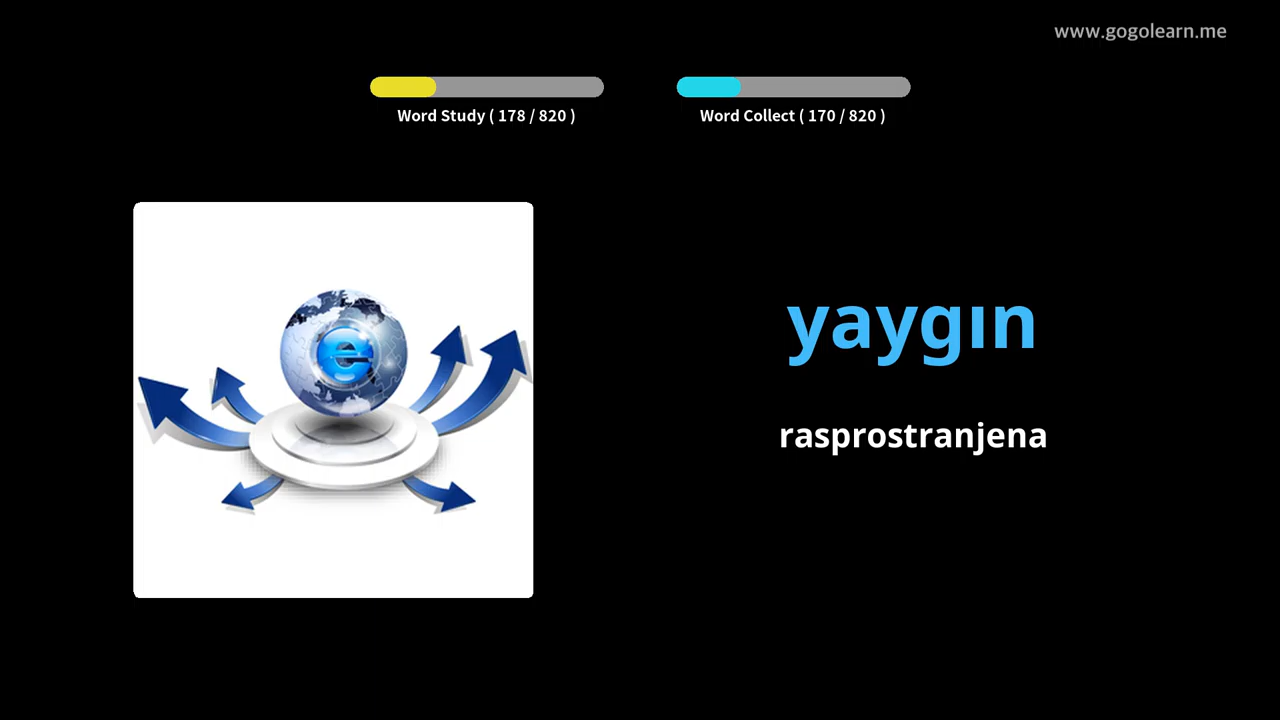 www.gogolearn.me
Word Study ( 178 / 820 )
Word Collect ( 170 / 820 )
e
yaygın
rasprostranjena